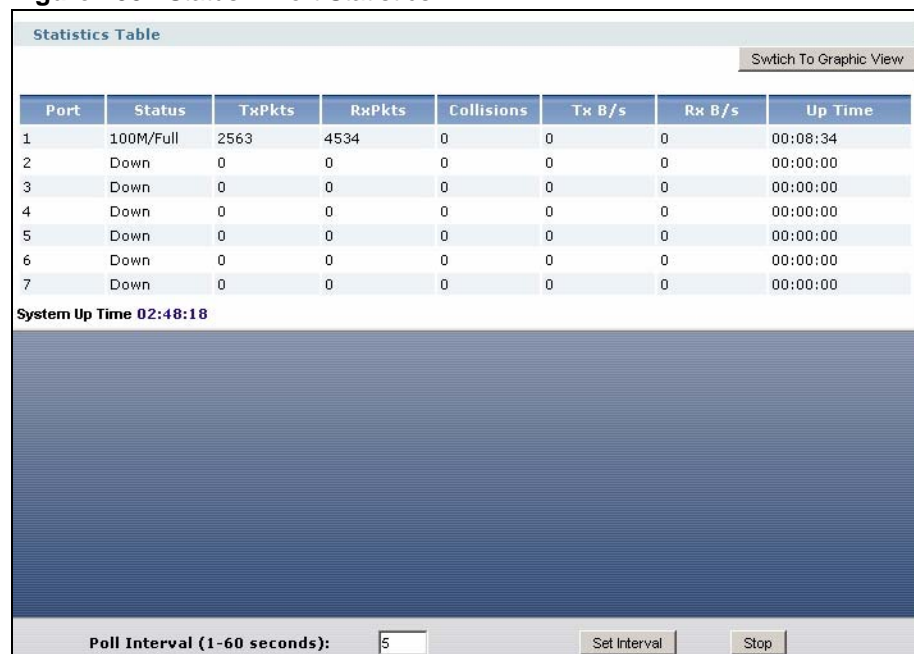 Statistics Table
Swtich To Graphic View
Port Status TxPkts RxPkts Collisions Tx B/s Rx B/s Up Time
1 100M/Full 2563 4534 0 0 0 00:08:34
2 Down 0 0 0 0 0 00:00:00
3 Down 0 0 0 0 0 00:00:00
4 Down 0 0 0 0 0 00:00:00
5 Down 0 0 0 0 0 00:00:00
6 Down 0 0 0 0 0 00:00:00
7 Down 0 0 0 0 0 00:00:00
System Up Time 02:48:18
Poll Interval (1-60 seconds): 5 Set Interval Stop